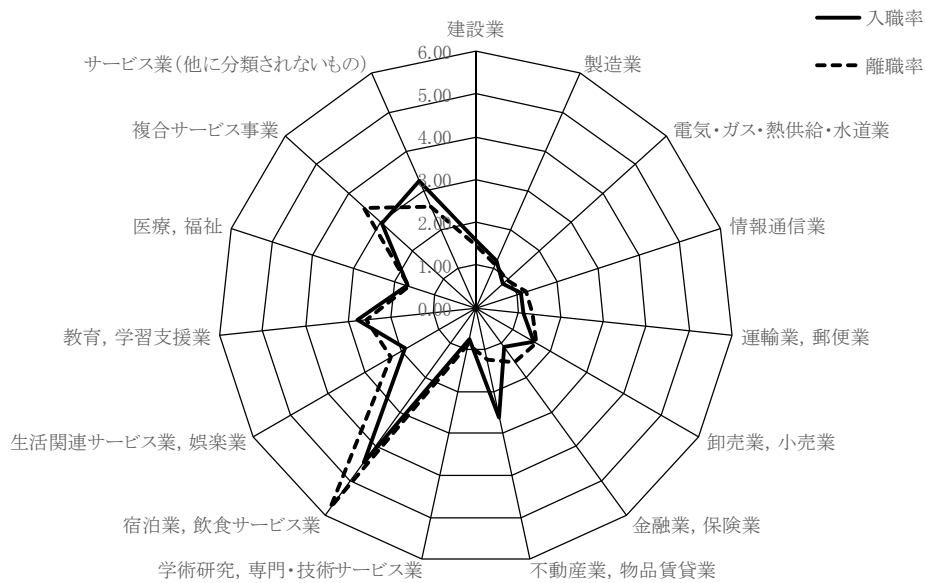 入職率
離職率
建設業
製造業
電気・ガス・熱供給・水道業
情報通信業
運輸業, 郵便業
卸売業, 小売業
金融業, 保険業
不動産業, 物品賃貸業
学術研究, 専門・技術サービス業
宿泊業, 飲食サービス業
生活関連サービス業, 娯楽業
教育, 学習支援業
医療, 福祉
複合サービス事業
サービス業（他に分類されないもの）
6.00
5.00
4.00
3.00
2.00
1.00
0.00